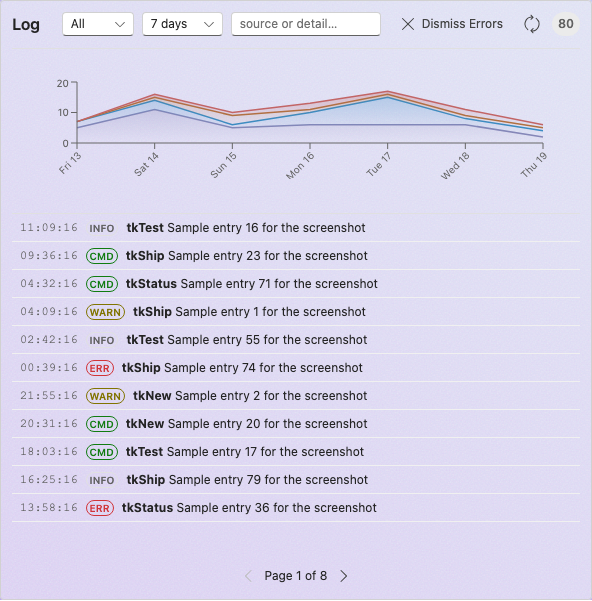 Log All 7 days source or detail... Dismiss Errors 80
20
10
0
Fri 13 Sat 14 Sun 15 Mon 16 Tue 17 Wed 18 Thu 19
11:09:16 INFO tkTest Sample entry 16 for the screenshot
09:36:16 CMD tkShip Sample entry 23 for the screenshot
04:32:16 CMD tkStatus Sample entry 71 for the screenshot
04:09:16 WARN tkShip Sample entry 1 for the screenshot
02:42:16 INFO tkTest Sample entry 55 for the screenshot
00:39:16 ERR tkShip Sample entry 74 for the screenshot
21:55:16 WARN tkNew Sample entry 2 for the screenshot
20:31:16 CMD tkNew Sample entry 20 for the screenshot
18:03:16 CMD tkTest Sample entry 17 for the screenshot
16:25:16 INFO tkShip Sample entry 79 for the screenshot
13:58:16 ERR tkStatus Sample entry 36 for the screenshot
Page 1 of 8